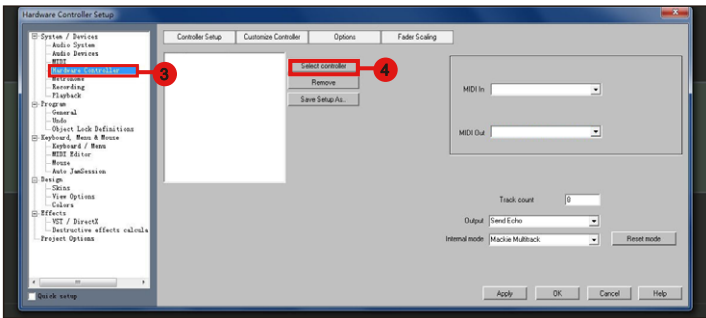 Hardware Controller Setup
System / Devices
Audio System
Audio Devices
MIDI
Hardware Controller
Metronome
Recording
Playback
Program
General
Undo
Object Lock Definitions
Keyboard, Menu & Mouse
Keyboard / Menu
MIDI Editor
Mouse
Auto JamSession
Design
Skins
View Options
Colors
Effects
VST / DirectX
Destructive effects calcula
Project Options
Quick setup
3
Controller Setup
Customize Controller
Options
Fader Scaling
Select controller
4
Remove
Save Setup As..
MIDI In
MIDI Out
Track count
0
Output
Send Echo
Internal mode
Mackie Multitrack
Reset mode
Apply
OK
Cancel
Help